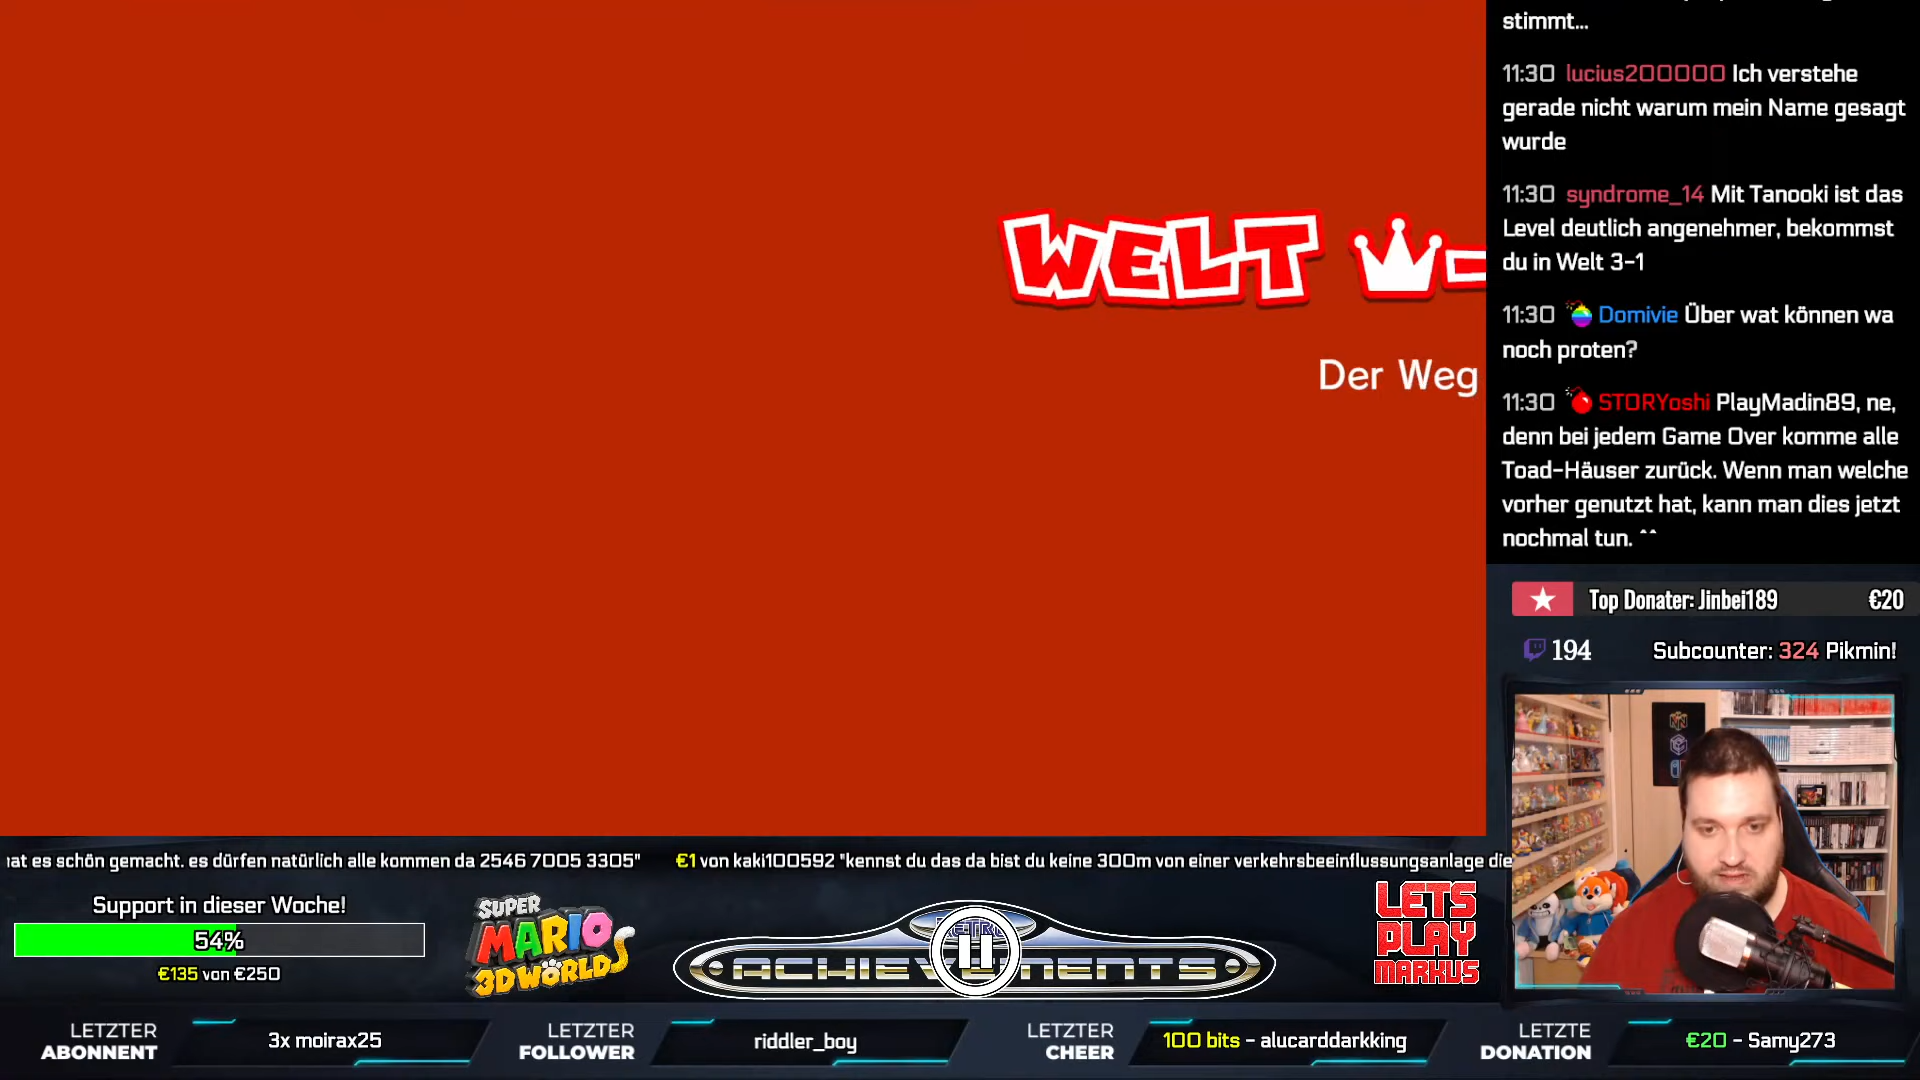 WELT
Der Weg
stimmt...
11:30 lucius200000 Ich verstehe
gerade nicht warum mein Name gesagt
wurde
11:30 syndrome_14 Mit Tanooki ist das
Level deutlich angenehmer, bekommst
du in Welt 3-1
11:30 Domivie Über wat können wa
noch proten?
11:30 STORYoshi PlayMadin89, ne,
denn bei jedem Game Over komme alle
Toad-Häuser zurück. Wenn man welche
vorher genutzt hat, kann man dies jetzt
nochmal tun. ^^
Top Donater: Jinbei189 €20
194 Subcounter: 324 Pikmin!
es schön gemacht. es dürfen natürlich alle kommen da 2546 7005 3305" €1 von kaki100592 "kennst du das da bist du keine 300m von einer verkehrsbeeinflussungsanlage die
Support in dieser Woche!
54%
€135 von €250
SUPER
MARIO
3D WORLD
RETRO
ACHIEVEMENTS
LETS
PLAY
MARKUS
LETZTER
ABONNENT
3x moirax25
LETZTER
FOLLOWER
riddler_boy
LETZTER
CHEER
100 bits - alucarddarkking
LETZTE
DONATION
€20 - Samy273